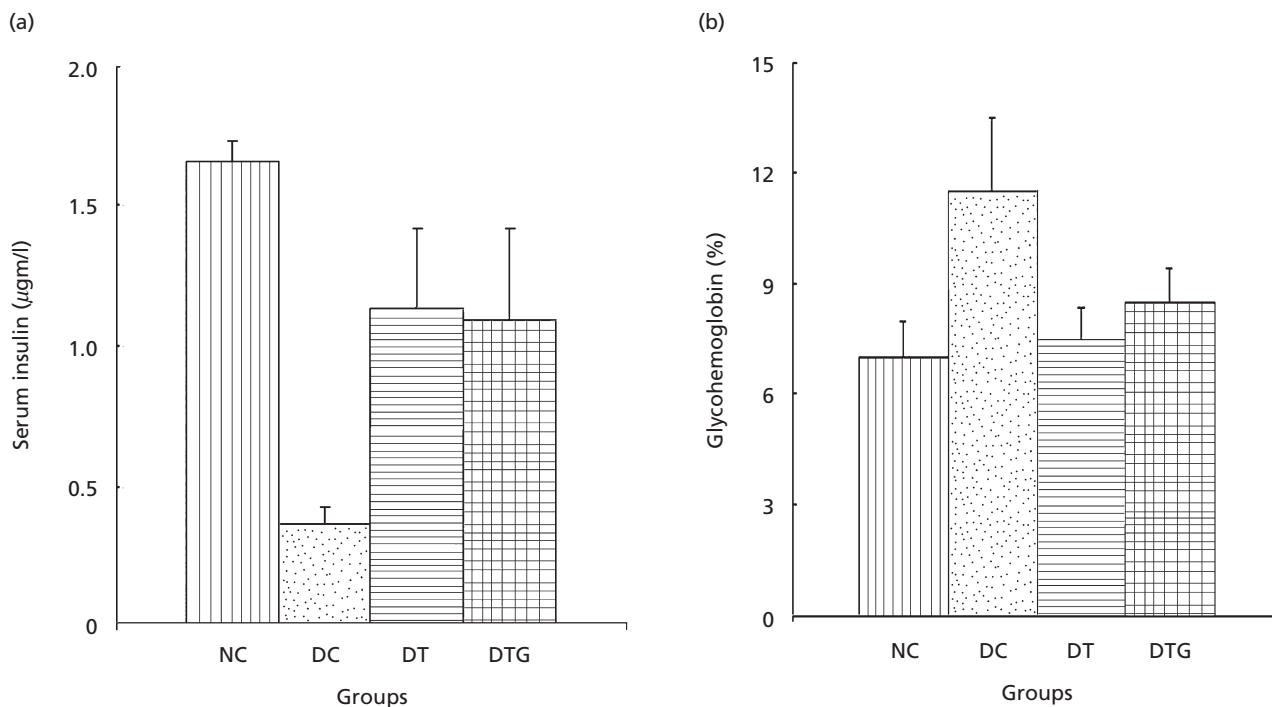 (a)
Serum insulin (µgm/l)
2.0
1.5
1.0
0.5
0
NC DC DT DTG
Groups
(b)
Glycohemoglobin (%)
15
12
9
6
3
0
NC DC DT DTG
Groups